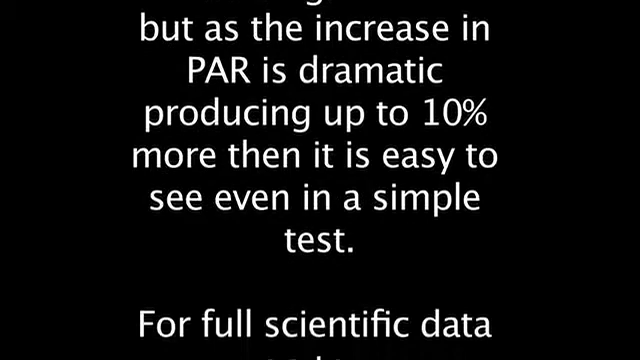 but as the increase in
PAR is dramatic
producing up to 10%
more then it is easy to
see even in a simple
test.
For full scientific data